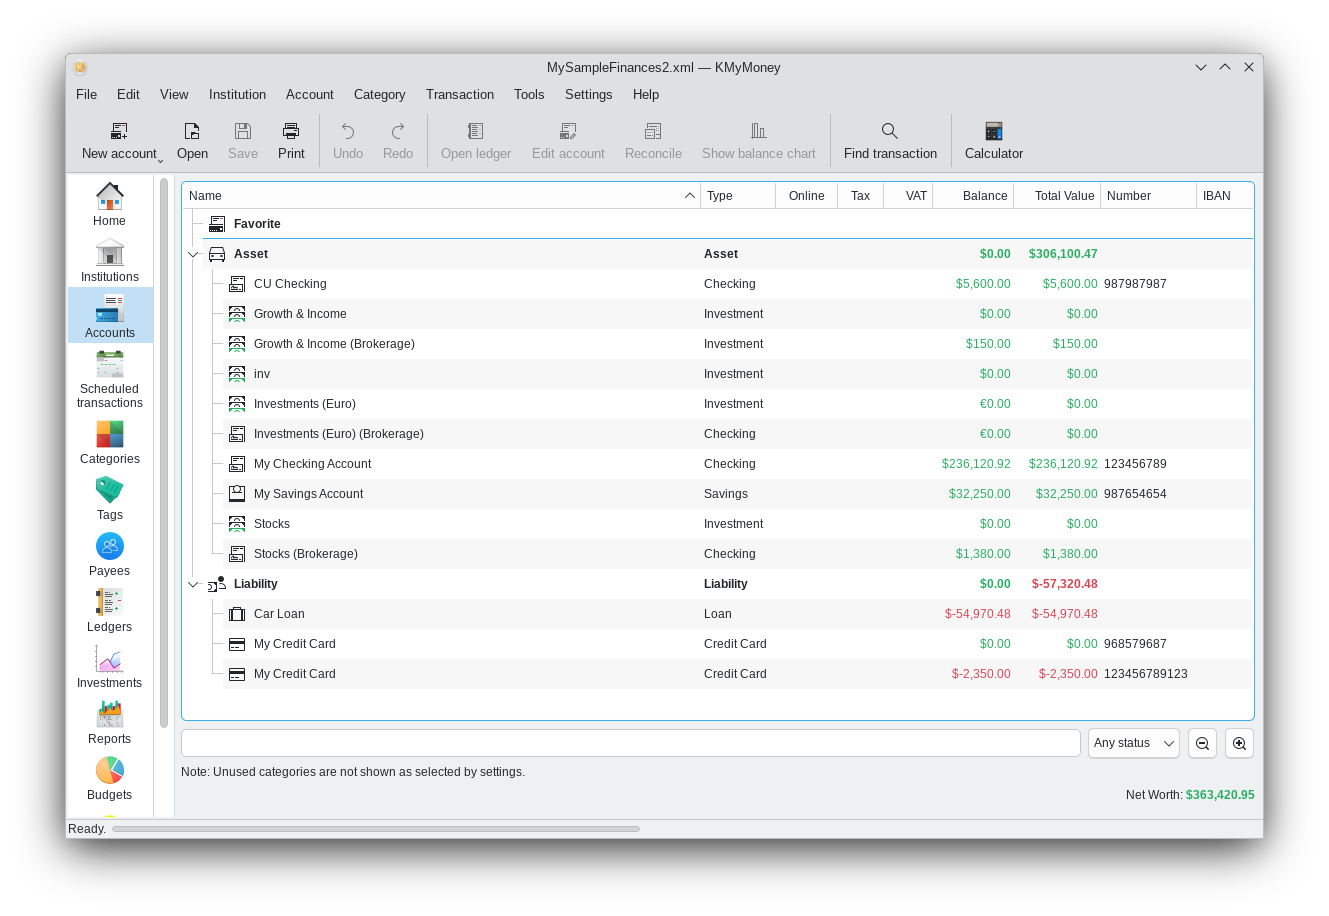 MySampleFinances2.xml — KMyMoney
File Edit View Institution Account Category Transaction Tools Settings Help
New account Open Save Print Undo Redo Open ledger Edit account Reconcile Show balance chart Find transaction Calculator
Home
Institutions
Accounts
Scheduled
transactions
Categories
Tags
Payees
Ledgers
Investments
Reports
Budgets
Name Type Online Tax VAT Balance Total Value Number IBAN
Favorite
Asset Asset $0.00 $306,100.47
CU Checking Checking $5,600.00 $5,600.00 987987987
Growth & Income Investment $0.00 $0.00
Growth & Income (Brokerage) Investment $150.00 $150.00
inv Investment $0.00 $0.00
Investments (Euro) Investment €0.00 $0.00
Investments (Euro) (Brokerage) Checking €0.00 $0.00
My Checking Account Checking $236,120.92 $236,120.92 123456789
My Savings Account Savings $32,250.00 $32,250.00 987654654
Stocks Investment $0.00 $0.00
Stocks (Brokerage) Checking $1,380.00 $1,380.00
Liability Liability $0.00 $-57,320.48
Car Loan Loan $-54,970.48 $-54,970.48
My Credit Card Credit Card $0.00 $0.00 968579687
My Credit Card Credit Card $-2,350.00 $-2,350.00 123456789123
Any status
Note: Unused categories are not shown as selected by settings.
Net Worth: $363,420.95
Ready.